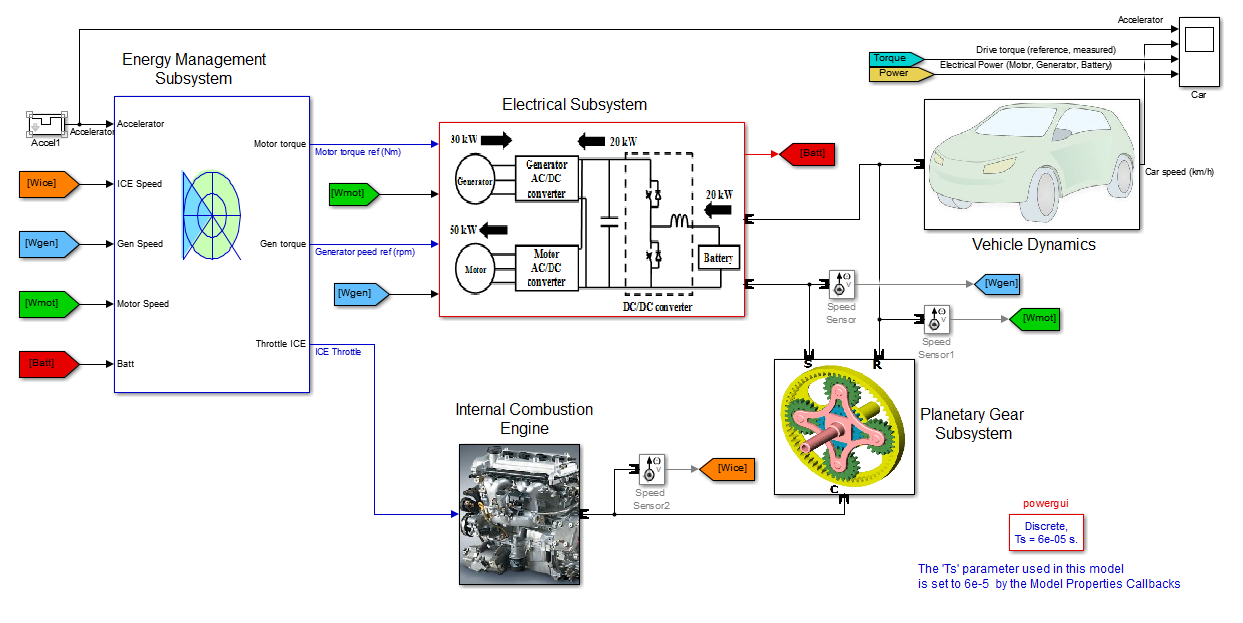 Accelerator
Drive torque (reference, measured)
Torque
Electrical Power (Motor, Generator, Battery)
Power
Car
Energy Management
Subsystem
Accel1
Accelerator
Accelerator
[Wice]
ICE Speed
[Wgen]
Gen Speed
[Wmot]
Motor Speed
[Batt]
Batt
Motor torque
Motor torque ref (Nm)
Gen torque
Generator peed ref (rpm)
Throttle ICE
ICE Throttle
[Wmot]
[Wgen]
Electrical Subsystem
30 kW
20 kW
Generator
Generator
AC/DC
converter
20 kW
50 kW
Motor
Motor
AC/DC
converter
Battery
DC/DC converter
[Batt]
Car speed (km/h)
Vehicle Dynamics
Speed
Sensor
ω
v
[Wgen]
Speed
Sensor1
ω
v
[Wmot]
S
R
C
Planetary Gear
Subsystem
Internal Combustion
Engine
Speed
Sensor2
ω
v
[Wice]
powergui
Discrete,
Ts = 6e-05 s.
The 'Ts' parameter used in this model
is set to 6e-5 by the Model Properties Callbacks